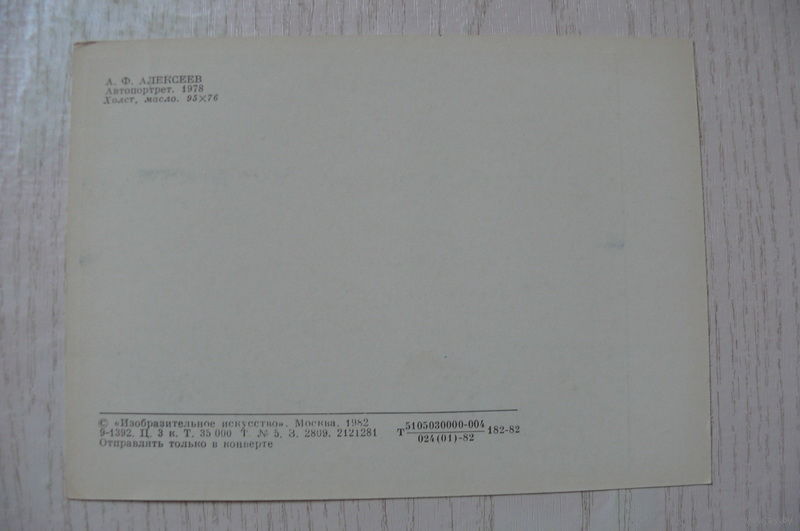 А. Ф. АЛЕКСЕЕВ
Автопортрет. 1978
Холст, масло. 95×76
© «Изобразительное искусство». Москва. 1982
9-1392. Ц. 3 к. Т. 35 000 Т. № 5. З. 2809. 2121281
Отправлять только в конверте
Т 5105030000-004 182-82
024(01)-82